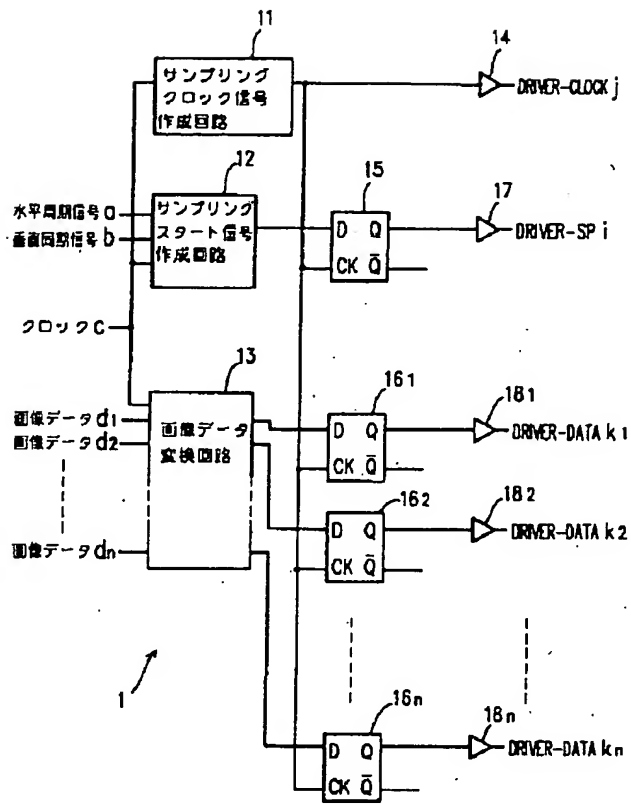 11
サンプリング
クロック信号
作成回路
14
DRIVER-CLOCK j
12
水平同期信号 a
垂直同期信号 b
サンプリング
スタート信号
作成回路
15
D Q
CK Q̅
17
DRIVER-SP i
クロック c
13
画像データ d1
画像データ d2
画像データ dn
画像データ
変換回路
161
D Q
CK Q̅
181
DRIVER-DATA k1
162
D Q
CK Q̅
182
DRIVER-DATA k2
1
16n
D Q
CK Q̅
18n
DRIVER-DATA kn